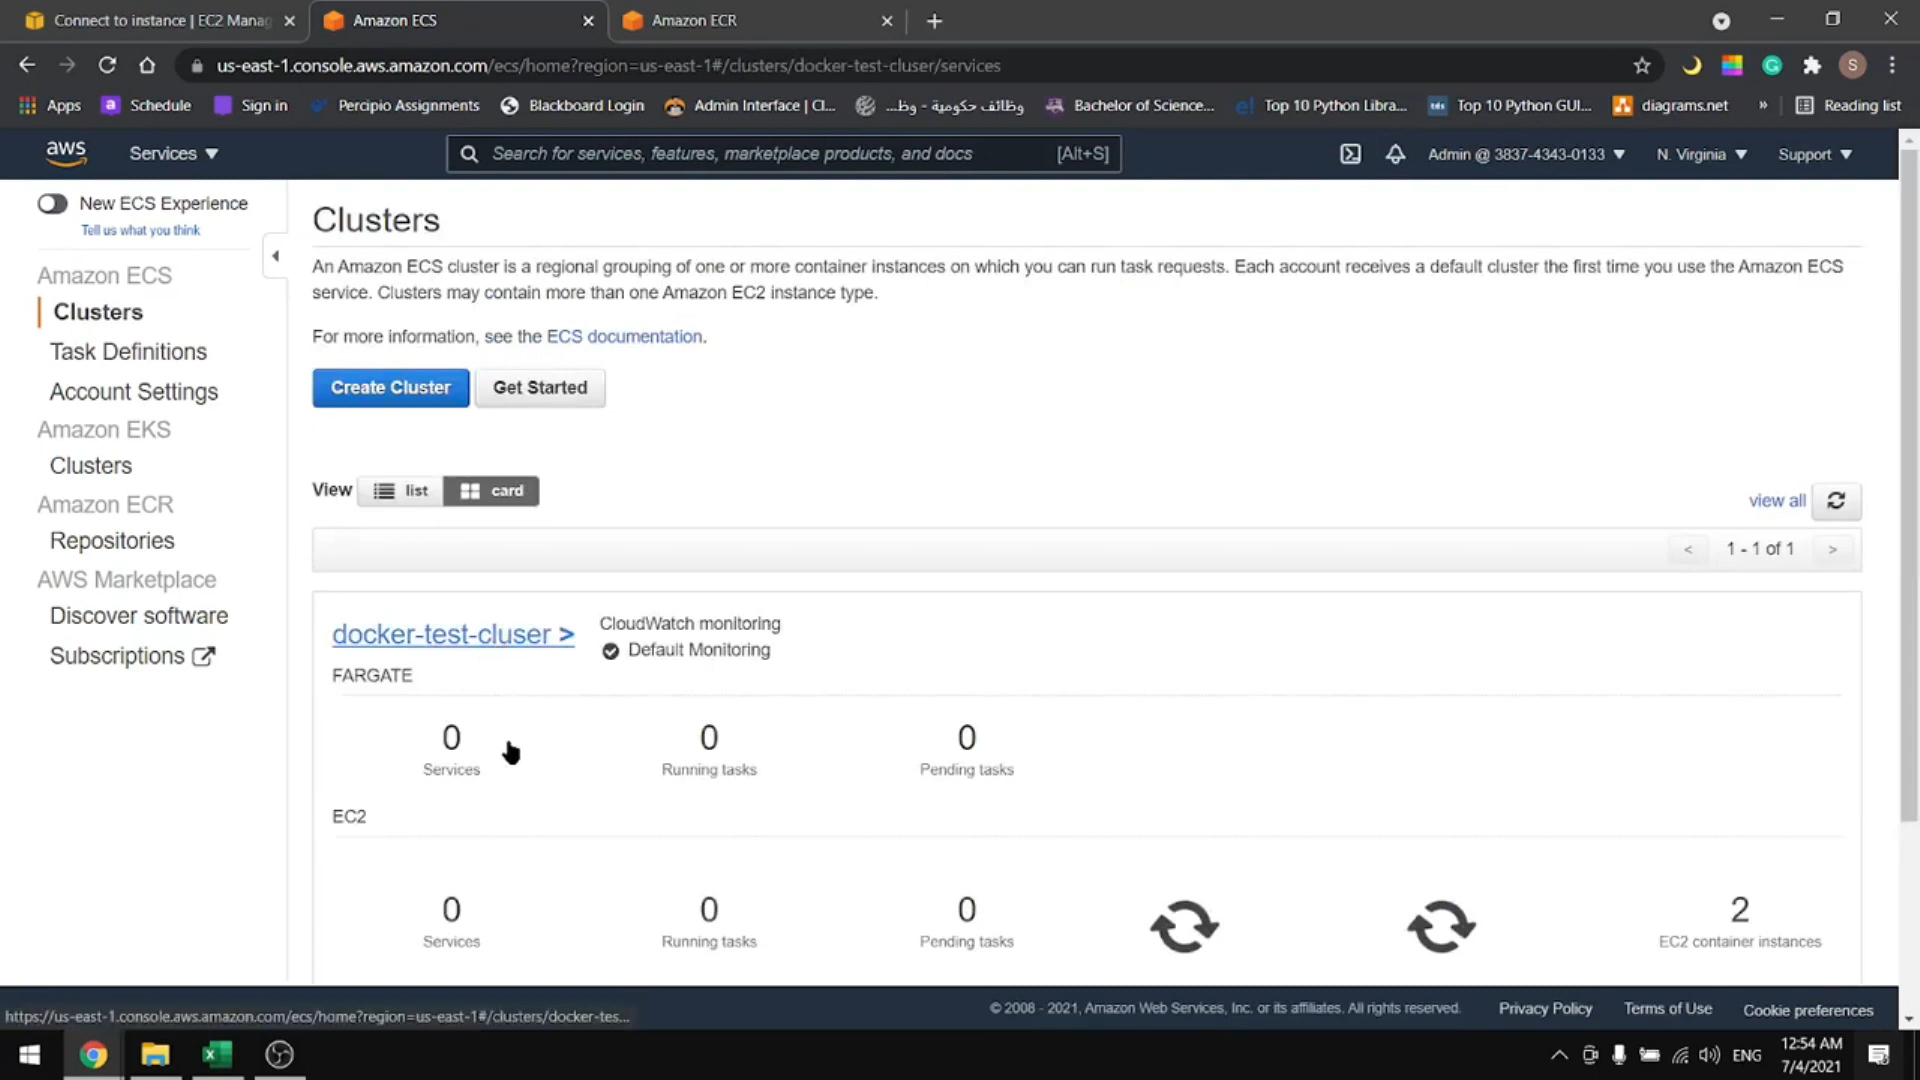 Connect to instance | EC2 Manag
Amazon ECS
Amazon ECR
us-east-1.console.aws.amazon.com/ecs/home?region=us-east-1#/clusters/docker-test-cluser/services
S
Apps
a
Schedule
Sign in
Percipio Assignments
Blackboard Login
Admin Interface | Cl...
وظائف حكومية - وظ...
Bachelor of Science...
Top 10 Python Libra...
tds
Top 10 Python GUI...
diagrams.net
»
Reading list
aws
Services
Search for services, features, marketplace products, and docs
[Alt+S]
Admin @ 3837-4343-0133
N. Virginia
Support
New ECS Experience
Tell us what you think
Amazon ECS
Clusters
Task Definitions
Account Settings
Amazon EKS
Clusters
Amazon ECR
Repositories
AWS Marketplace
Discover software
Subscriptions
Clusters
An Amazon ECS cluster is a regional grouping of one or more container instances on which you can run task requests. Each account receives a default cluster the first time you use the Amazon ECS
service. Clusters may contain more than one Amazon EC2 instance type.
For more information, see the ECS documentation.
Create Cluster
Get Started
View
list
card
view all
<
1 - 1 of 1
>
docker-test-cluser >
CloudWatch monitoring
Default Monitoring
FARGATE
0
0
0
Services
Running tasks
Pending tasks
EC2
0
0
0
2
Services
Running tasks
Pending tasks
EC2 container instances
https://us-east-1.console.aws.amazon.com/ecs/home?region=us-east-1#/clusters/docker-tes...
© 2008 - 2021, Amazon Web Services, Inc. or its affiliates. All rights reserved.
Privacy Policy
Terms of Use
Cookie preferences
ENG
12:54 AM
7/4/2021